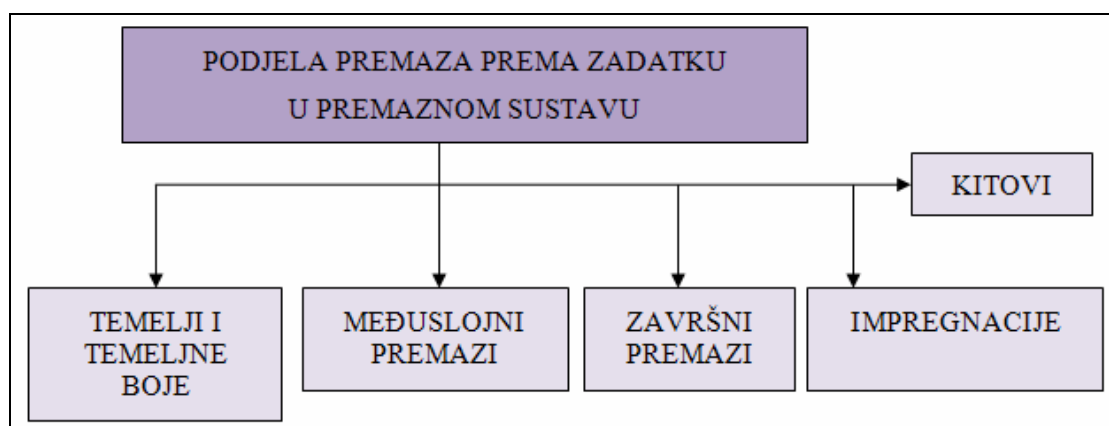 PODJELA PREMAZA PREMA ZADATKU
U PREMAZNOM SUSTAVU
KITOVI
TEMELJI I
TEMELJNE
BOJE
MEĐUSLOJNI
PREMAZI
ZAVRŠNI
PREMAZI
IMPREGNACIJE